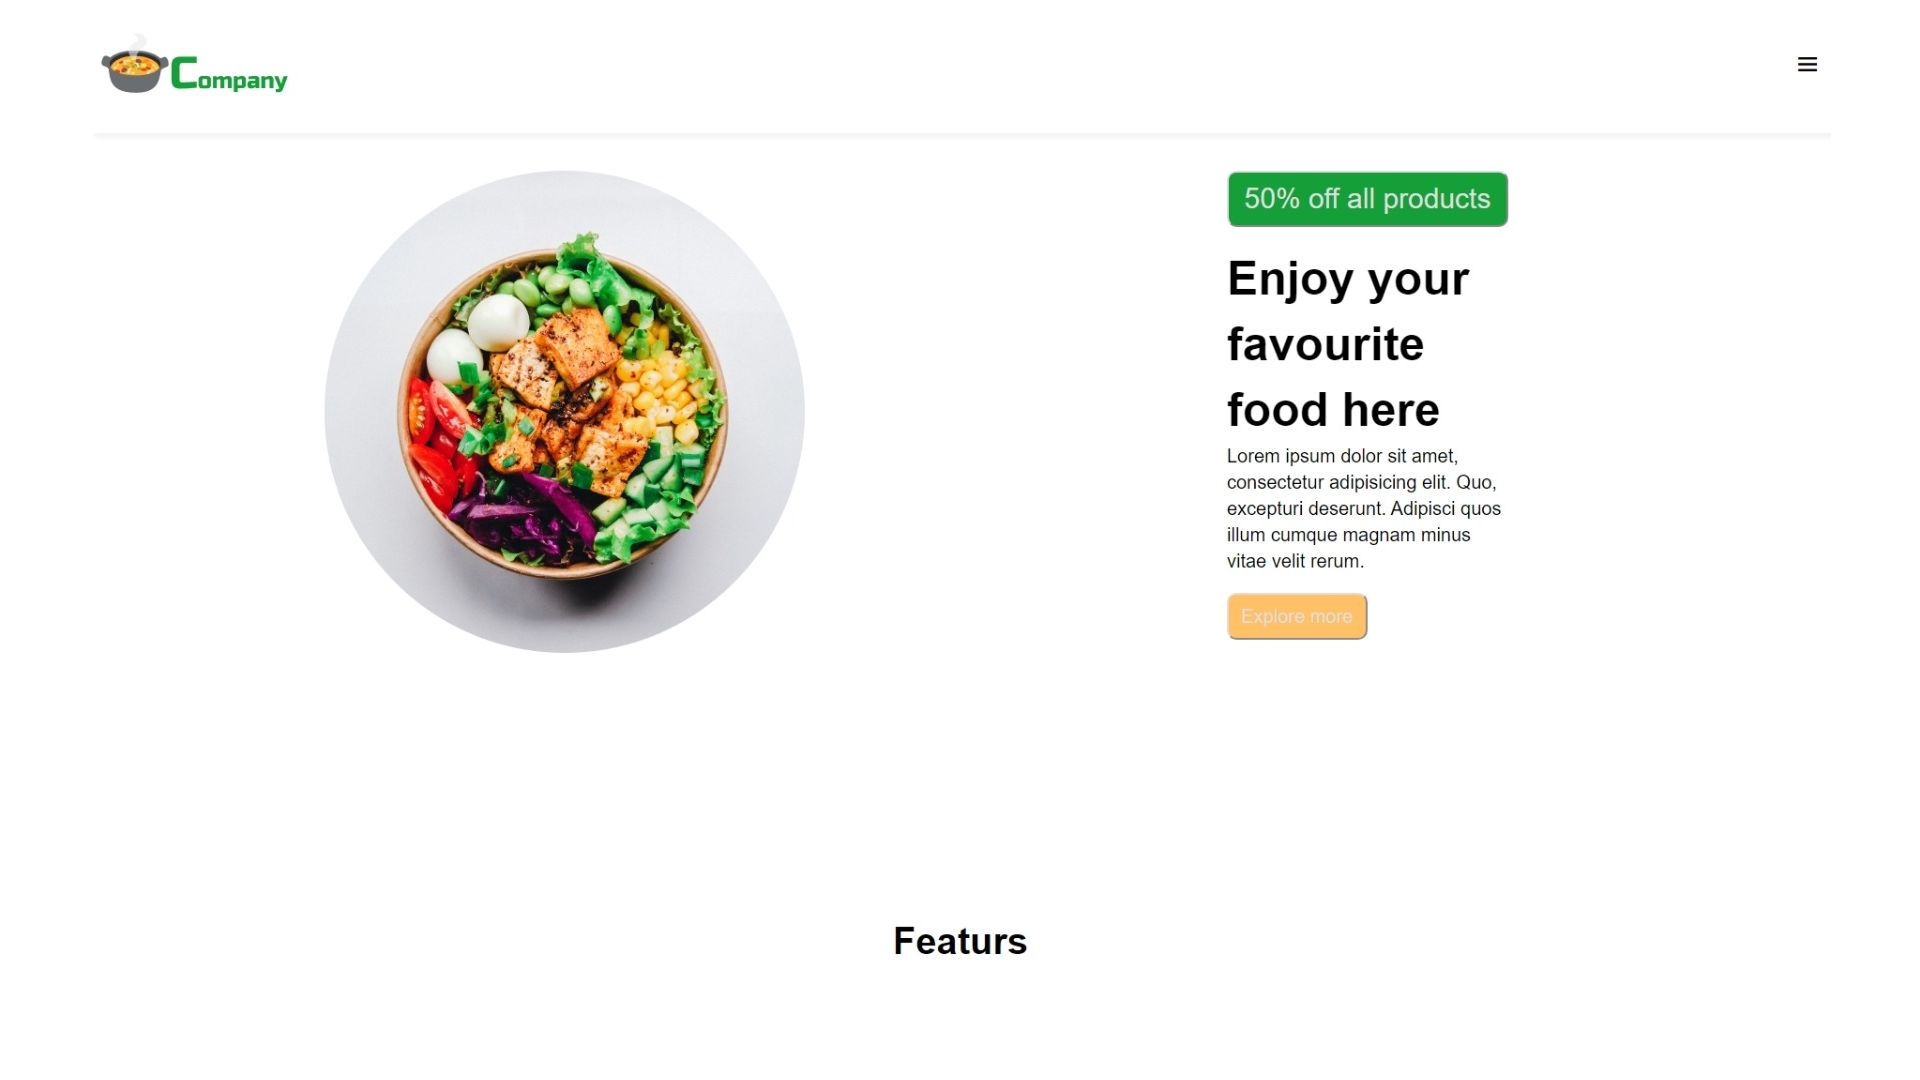 Company
50% off all products
Enjoy your
favourite
food here
Lorem ipsum dolor sit amet,
consectetur adipisicing elit. Quo,
excepturi deserunt. Adipisci quos
illum cumque magnam minus
vitae velit rerum.
Explore more
Featurs